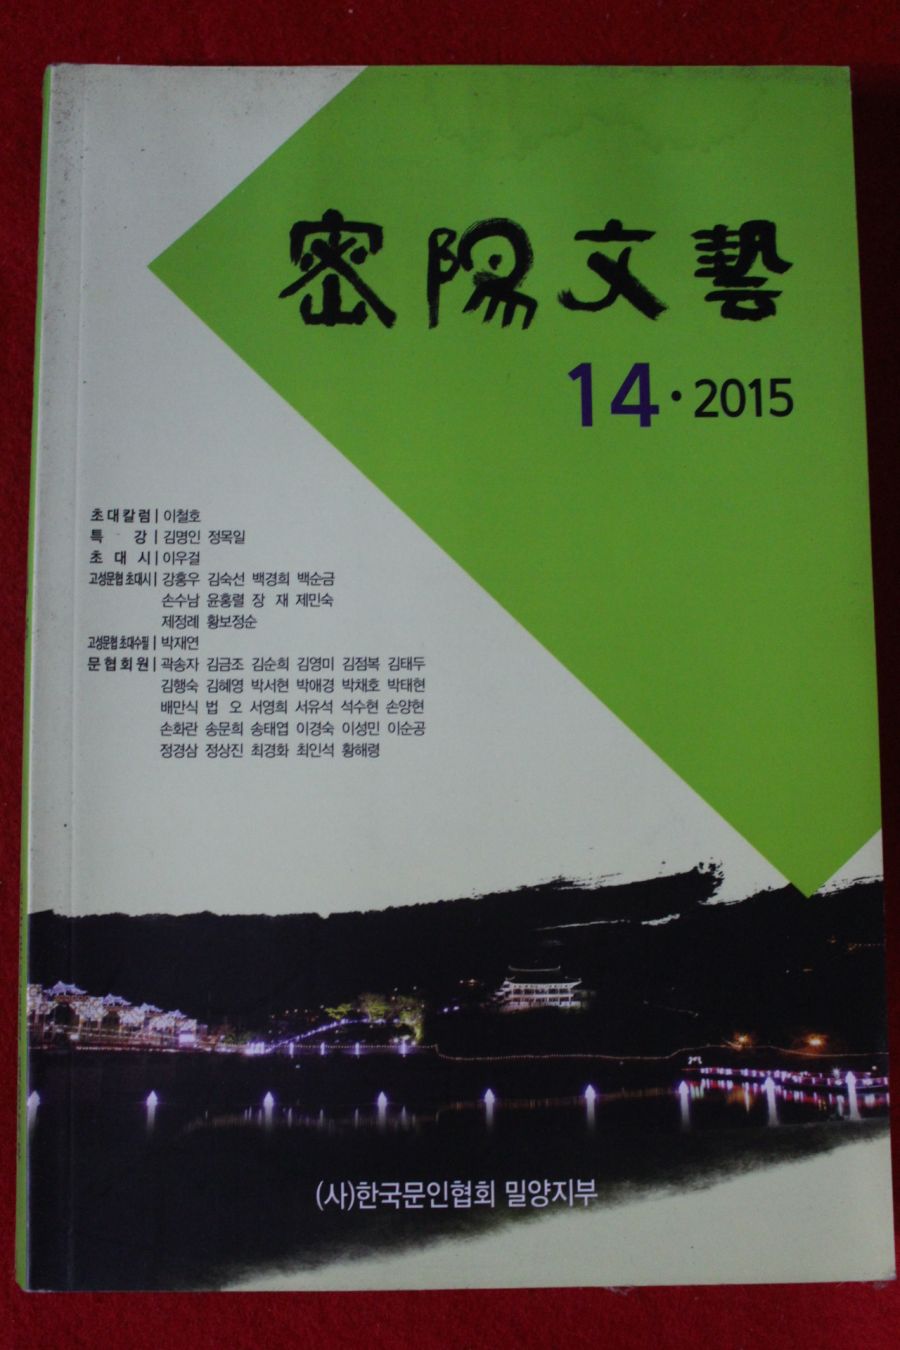 密陽文藝
14 · 2015
초대칼럼 | 이철호
특 강 | 김명인 정목일
초 대 시 | 이우걸
고성문협 초대시 | 강홍우 김숙선 백경희 백순금
손수남 윤홍렬 장 재 제민숙
제정례 황보정순
고성문협 초대수필 | 박재연
문협회원 | 곽송자 김금조 김순희 김영미 김점복 김태두
김행숙 김혜영 박서현 박애경 박채호 박태현
배만식 법 오 서영희 서유석 석수현 손양현
손화란 송문희 송태엽 이경숙 이성민 이순공
정경삼 정상진 최경화 최인석 황해령
(사)한국문인협회 밀양지부